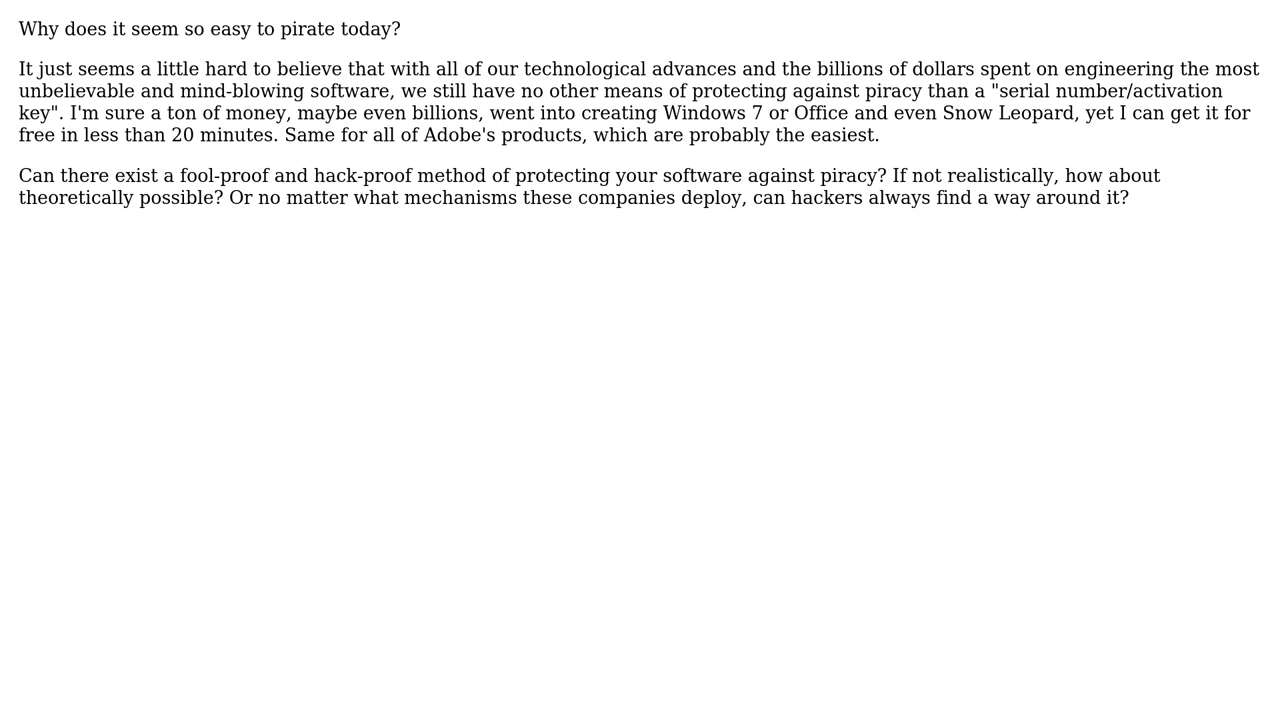 Why does it seem so easy to pirate today?
It just seems a little hard to believe that with all of our technological advances and the billions of dollars spent on engineering the most
unbelievable and mind-blowing software, we still have no other means of protecting against piracy than a "serial number/activation
key". I'm sure a ton of money, maybe even billions, went into creating Windows 7 or Office and even Snow Leopard, yet I can get it for
free in less than 20 minutes. Same for all of Adobe's products, which are probably the easiest.
Can there exist a fool-proof and hack-proof method of protecting your software against piracy? If not realistically, how about
theoretically possible? Or no matter what mechanisms these companies deploy, can hackers always find a way around it?